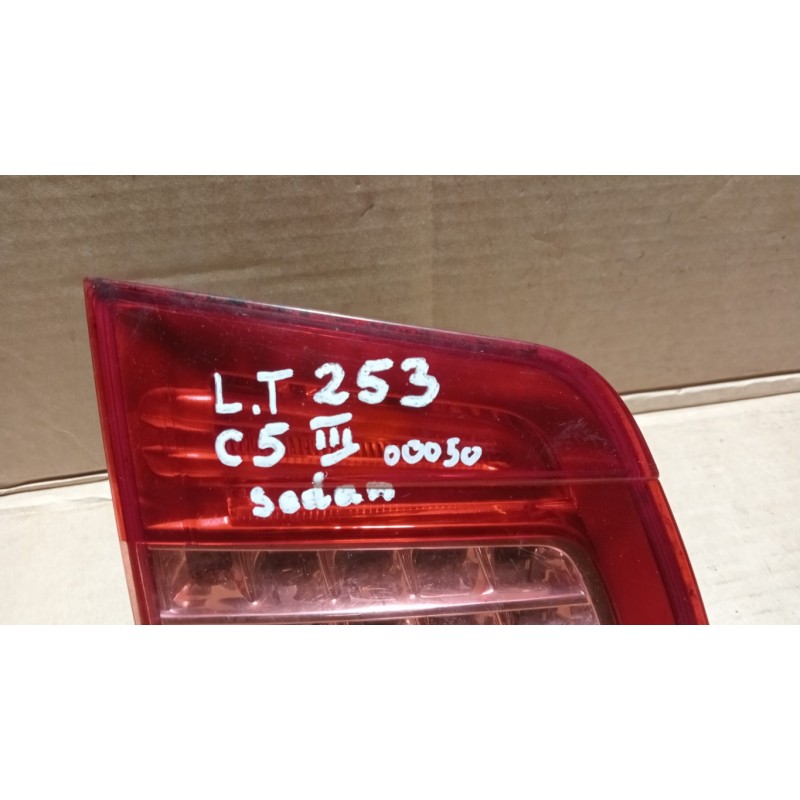 L.T 253
C5 III 00050
sedan